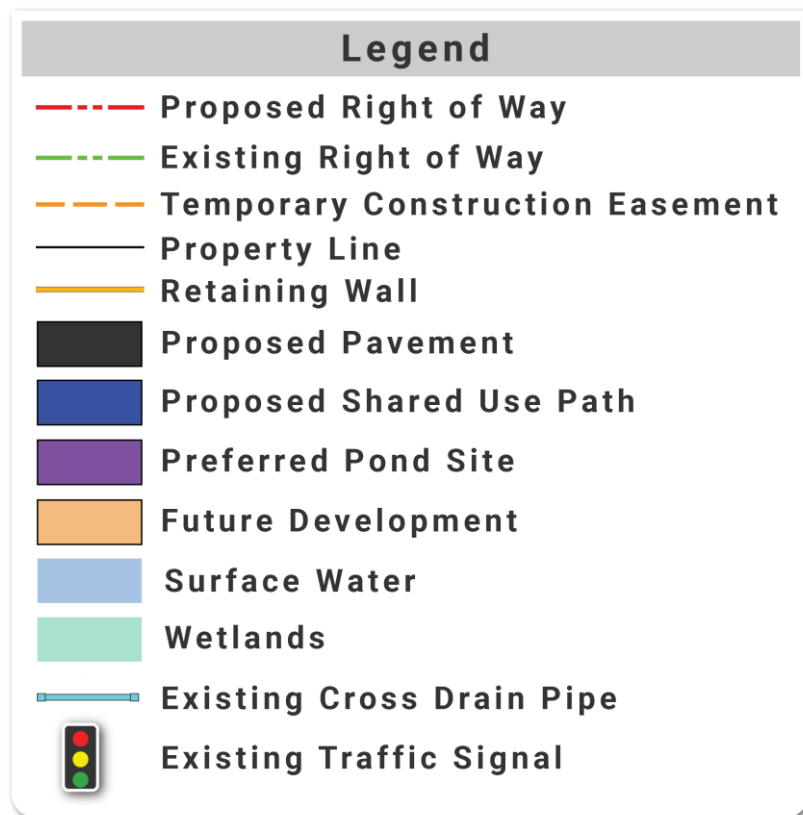 Legend
Proposed Right of Way
Existing Right of Way
Temporary Construction Easement
Property Line
Retaining Wall
Proposed Pavement
Proposed Shared Use Path
Preferred Pond Site
Future Development
Surface Water
Wetlands
Existing Cross Drain Pipe
Existing Traffic Signal